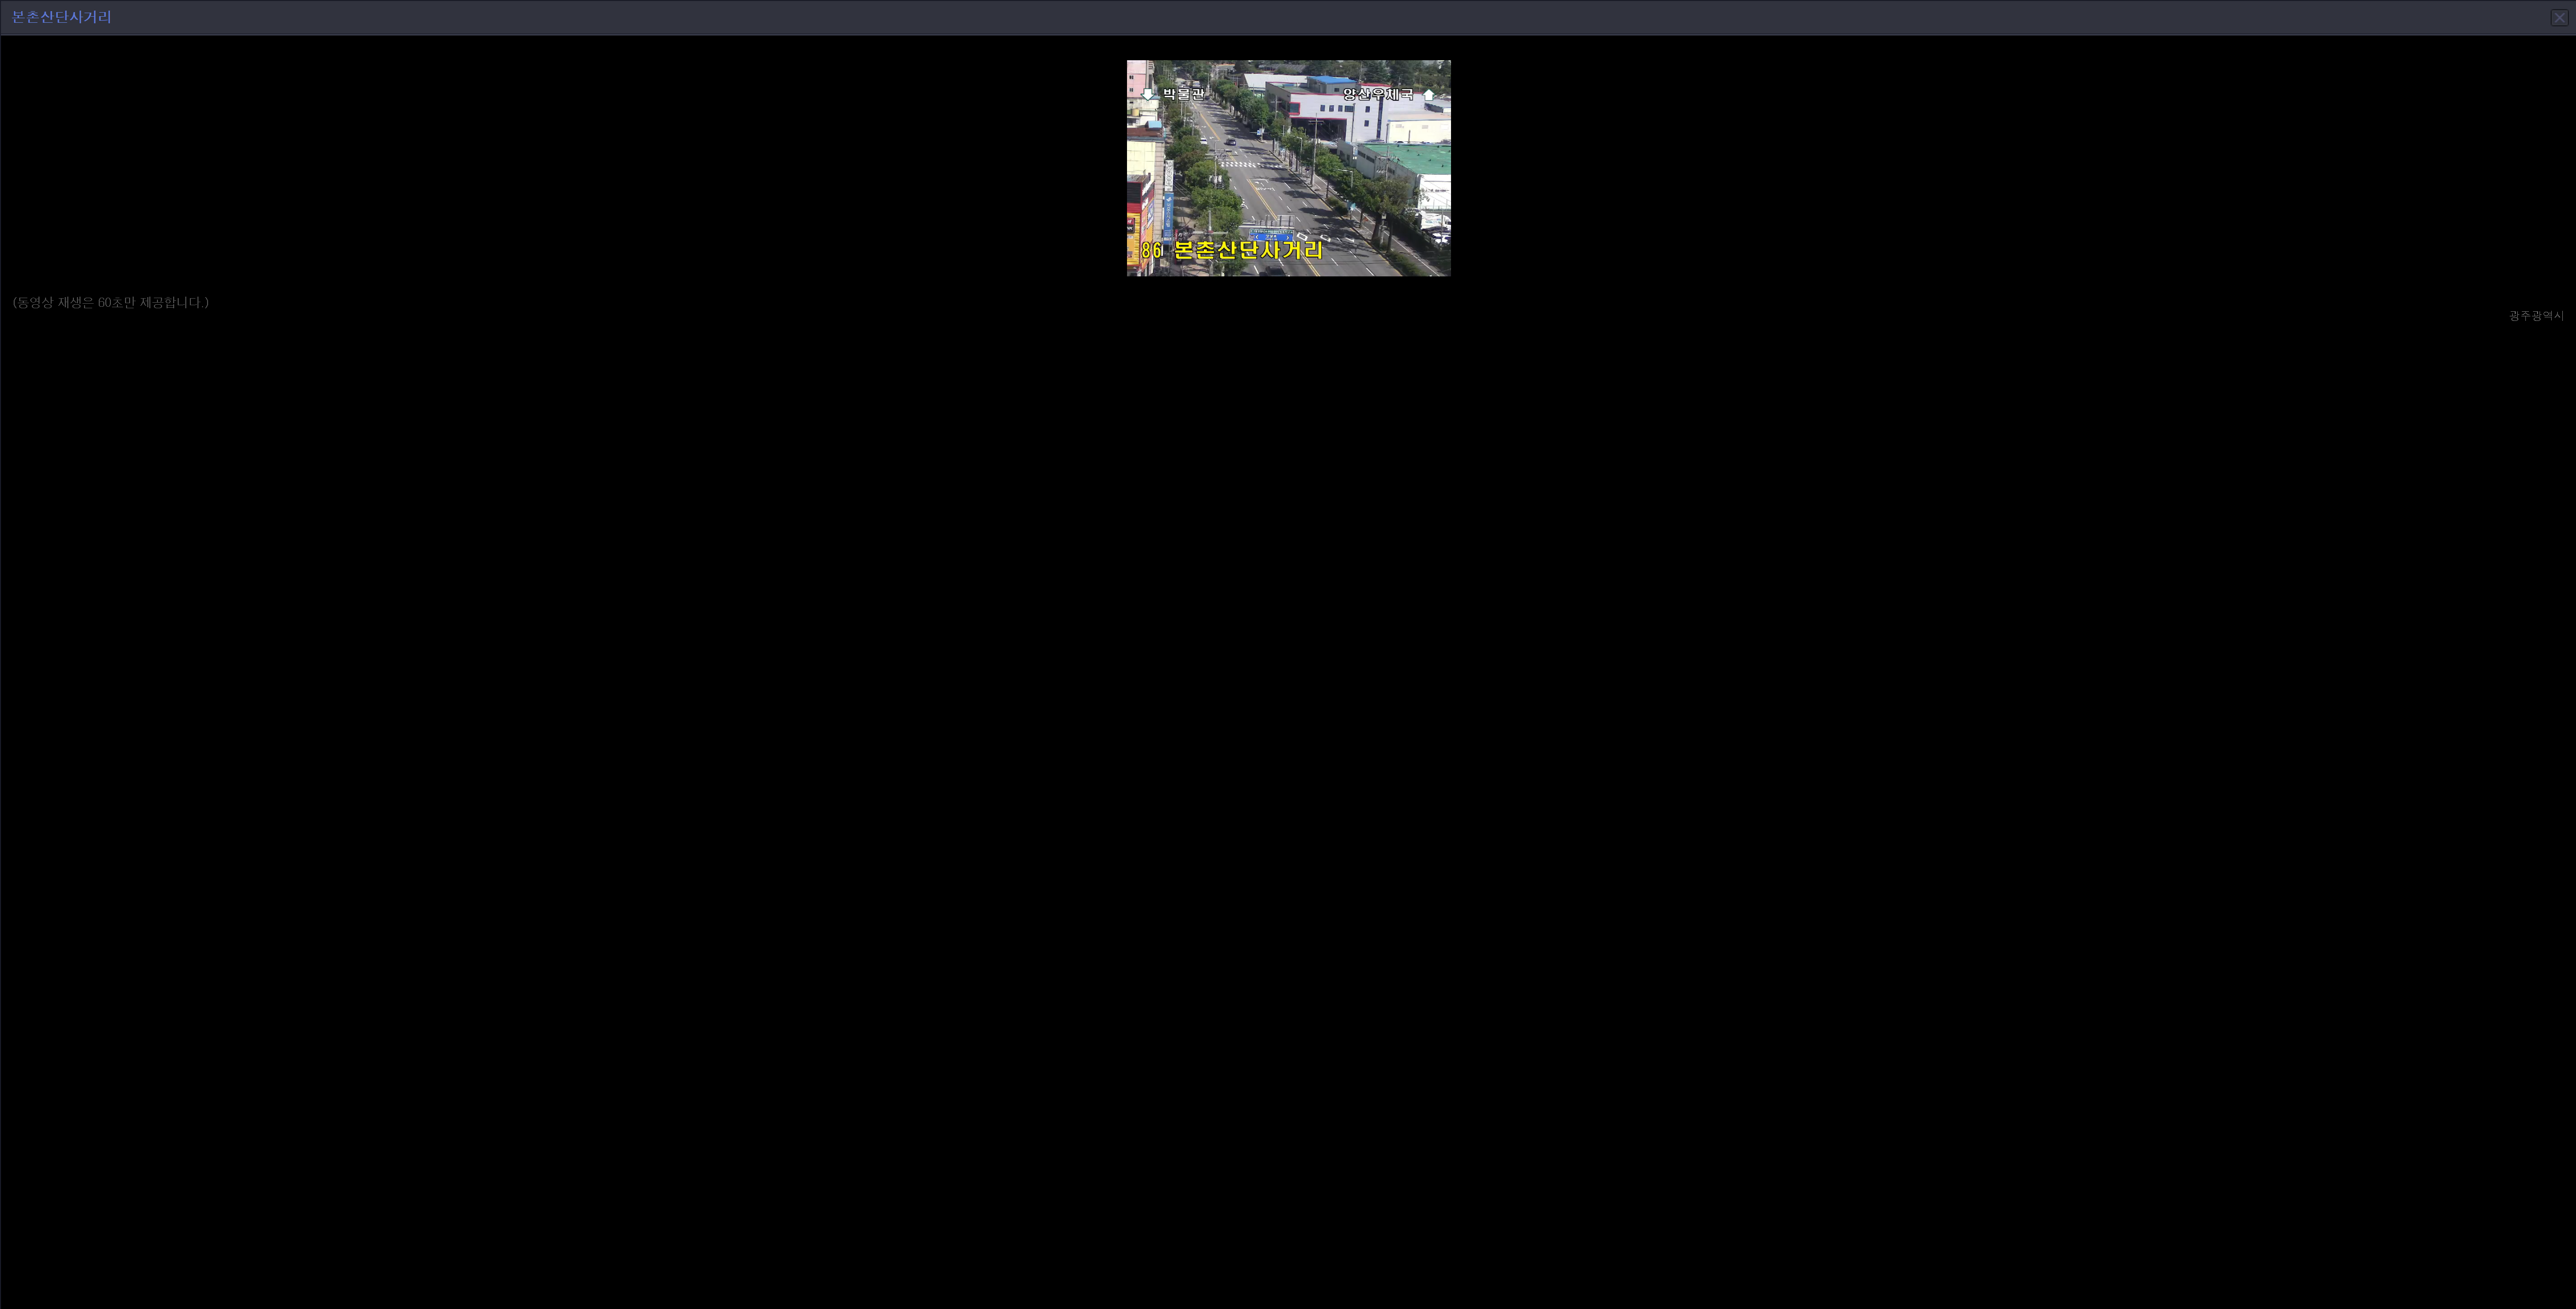 본촌산단사거리
박물관
양산우체국
86 본촌산단사거리
(동영상 재생은 60초만 제공합니다.)
광주광역시